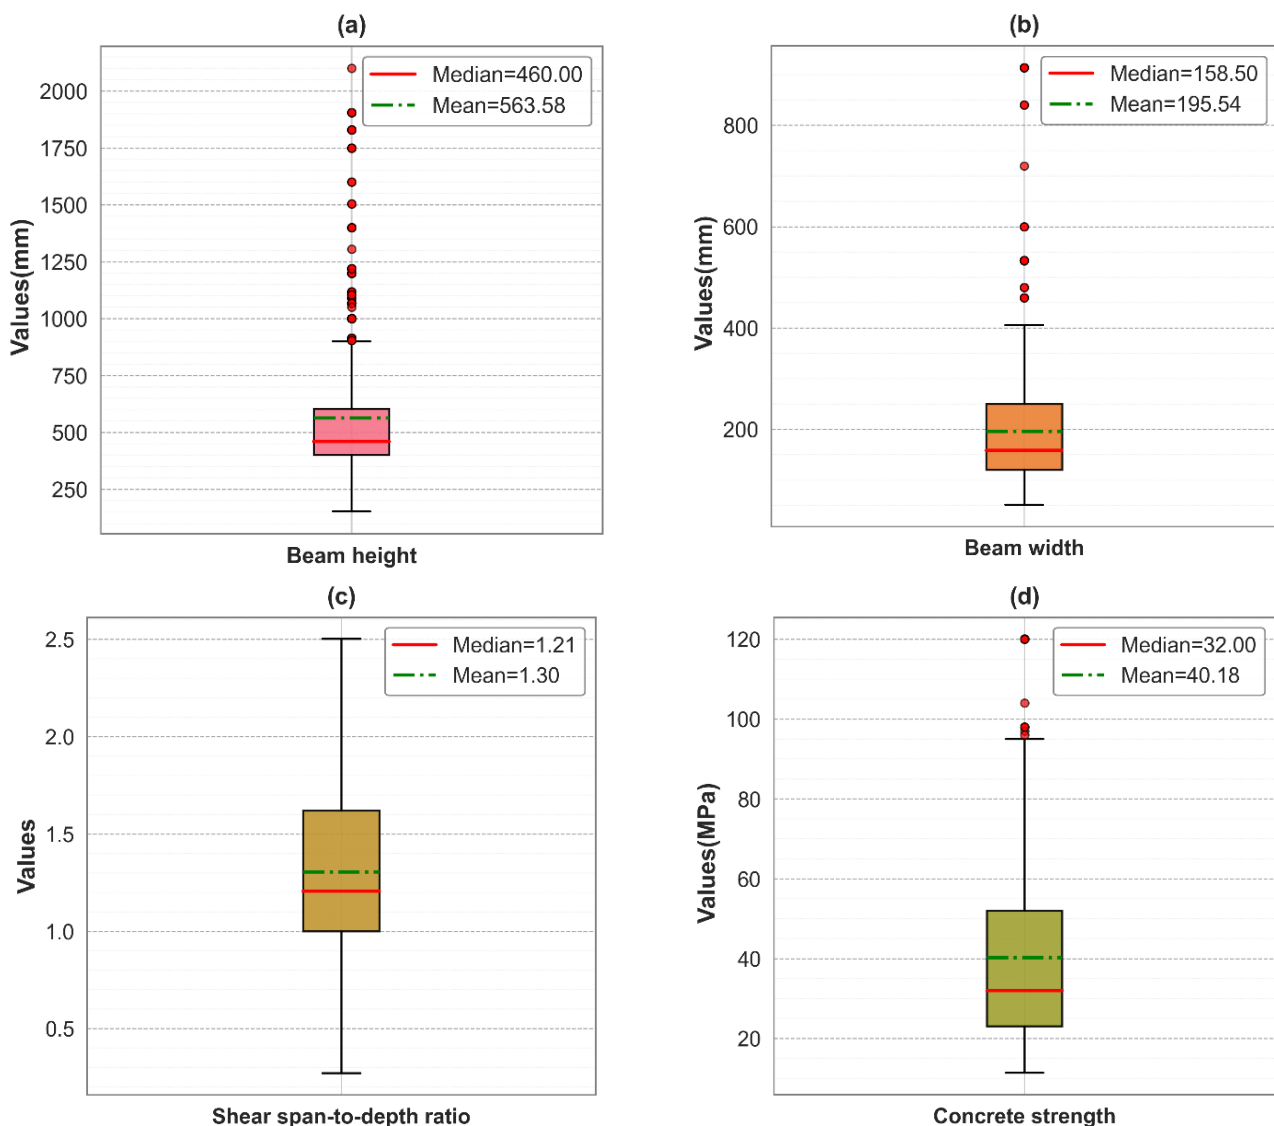 (a)
Values(mm)
2000
1750
1500
1250
1000
750
500
250
Median=460.00
Mean=563.58
Beam height
(b)
Values(mm)
800
600
400
200
Median=158.50
Mean=195.54
Beam width
(c)
Values
2.5
2.0
1.5
1.0
0.5
Median=1.21
Mean=1.30
Shear span-to-depth ratio
(d)
Values(MPa)
120
100
80
60
40
20
Median=32.00
Mean=40.18
Concrete strength